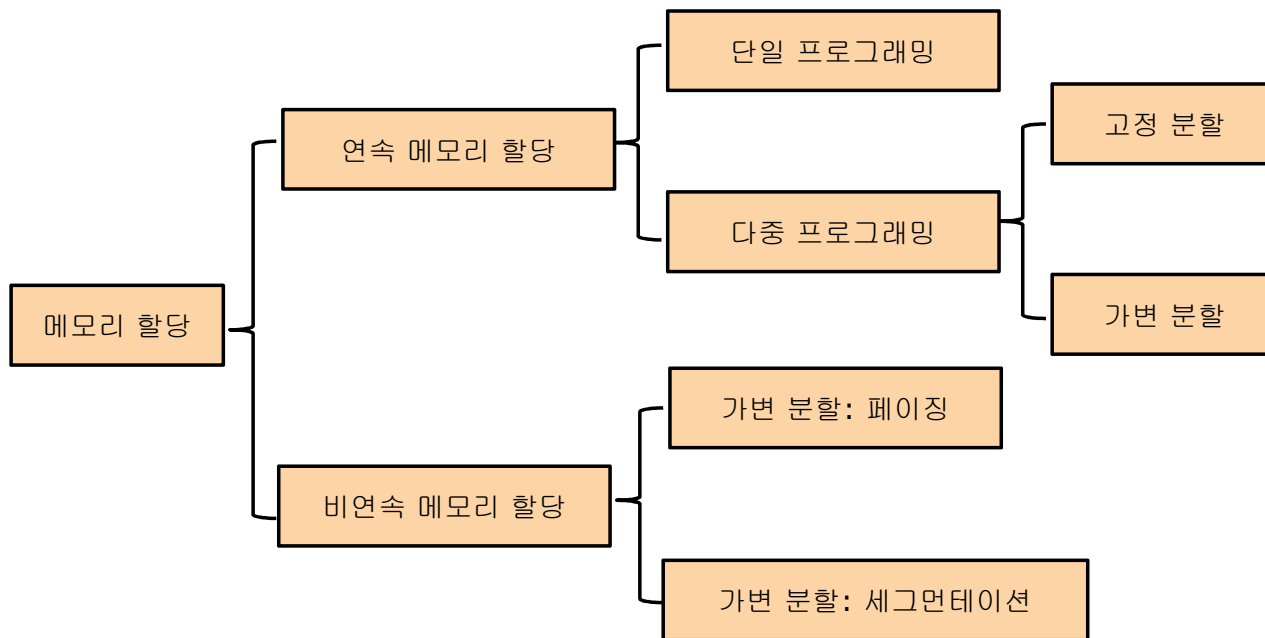 단일 프로그래밍
고정 분할
연속 메모리 할당
다중 프로그래밍
가변 분할
메모리 할당
가변 분할: 페이징
비연속 메모리 할당
가변 분할: 세그먼테이션